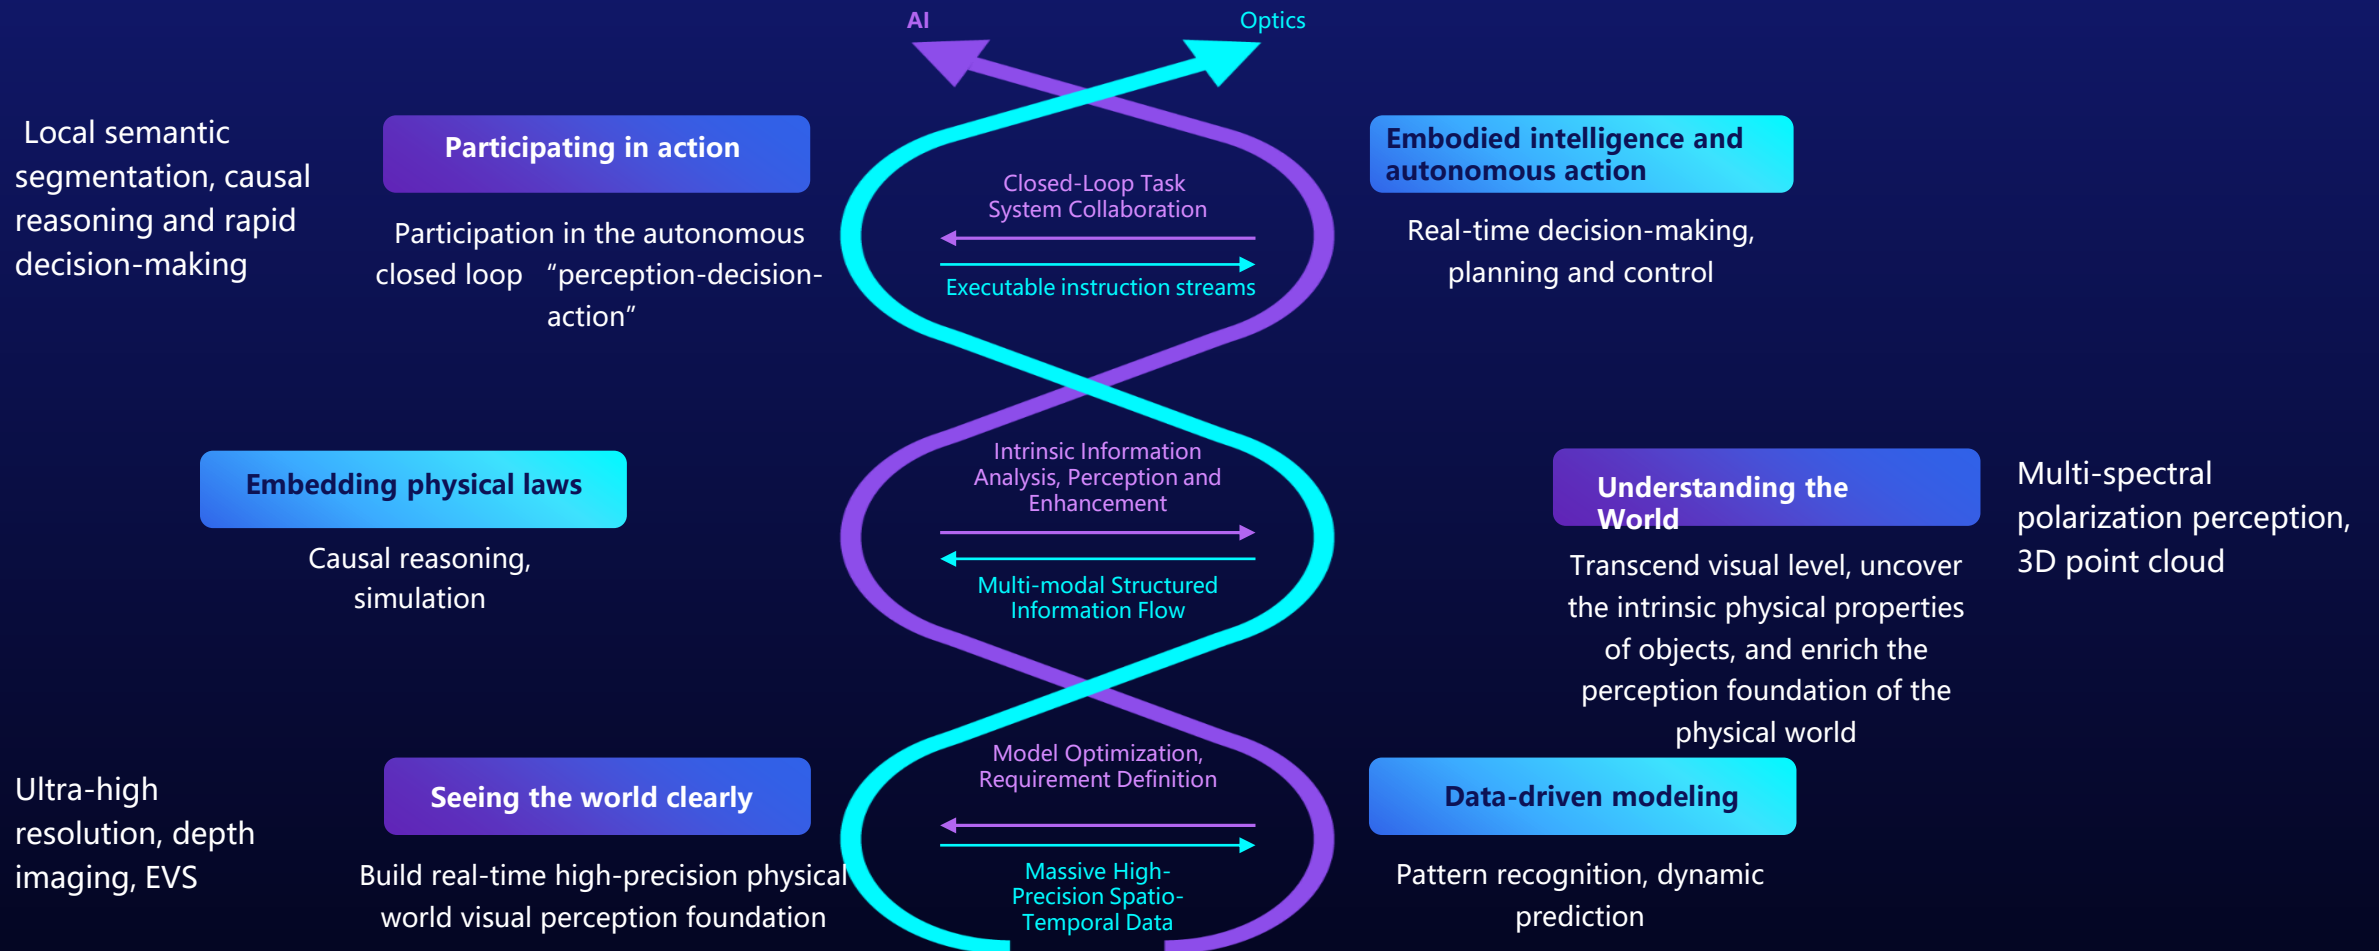 AI
Optics
Local semantic
segmentation, causal
reasoning and rapid
decision-making
Participating in action
Participation in the autonomous
closed loop “perception-decision-
action”
Closed-Loop Task
System Collaboration
Executable instruction streams
Embodied intelligence and
autonomous action
Real-time decision-making,
planning and control
Embedding physical laws
Causal reasoning,
simulation
Intrinsic Information
Analysis, Perception and
Enhancement
Multi-modal Structured
Information Flow
Understanding the
World
Transcend visual level, uncover
the intrinsic physical properties
of objects, and enrich the
perception foundation of the
physical world
Multi-spectral
polarization perception,
3D point cloud
Ultra-high
resolution, depth
imaging, EVS
Seeing the world clearly
Build real-time high-precision physical
world visual perception foundation
Model Optimization,
Requirement Definition
Massive High-
Precision Spatio-
Temporal Data
Data-driven modeling
Pattern recognition, dynamic
prediction